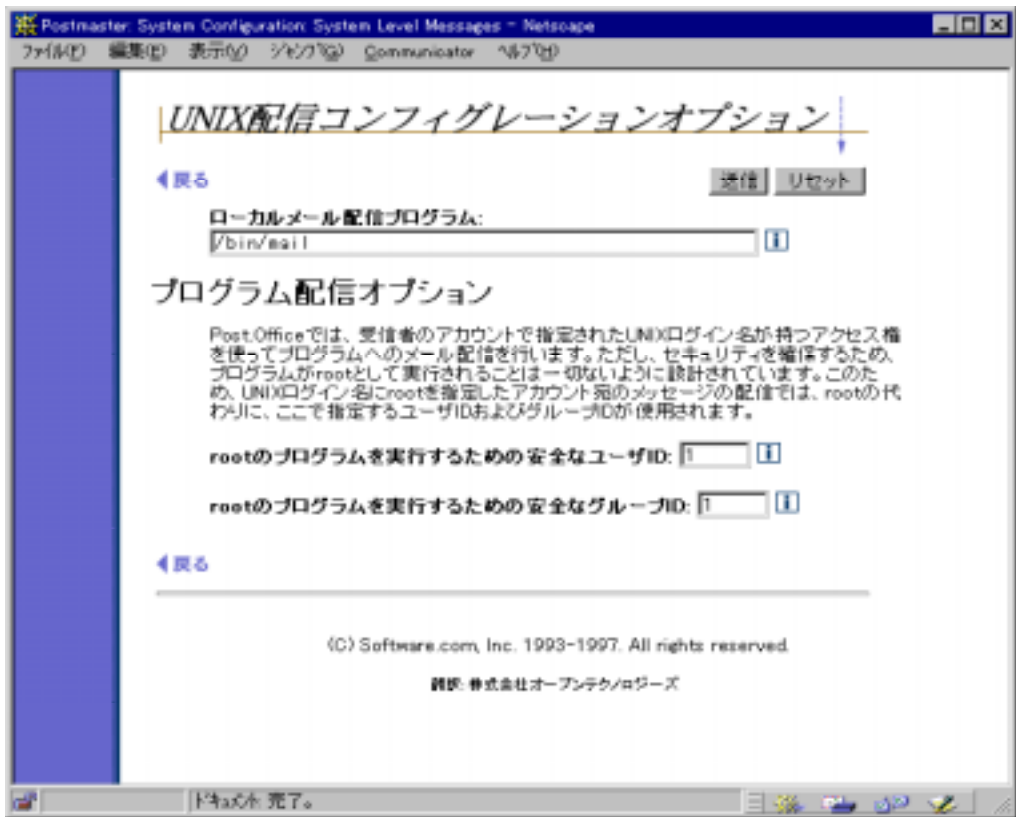 Postmaster: System Configuration: System Level Messages - Netscape
ファイル(F) 編集(E) 表示(V) ジャンプ(G) Communicator ヘルプ(H)
UNIX配信コンフィグレーションオプション
戻る 送信 リセット
ローカルメール配信プログラム:
/bin/mail
プログラム配信オプション
Post.Officeでは、受信者のアカウントで指定されたUNIXログイン名が持つアクセス権
を使ってプログラムへのメール配信を行います。ただし、セキュリティを確保するため、
プログラムがrootとして実行されることは一切ないように設計されています。このた
め、UNIXログイン名にrootを指定したアカウント宛のメッセージの配信では、rootの代
わりに、ここで指定するユーザIDおよびグループIDが使用されます。
rootのプログラムを実行するための安全なユーザID: 1
rootのプログラムを実行するための安全なグループID: 1
戻る
(C) Software.com, Inc. 1993-1997. All rights reserved.
翻訳: 株式会社オープンテクノロジーズ
ドキュメント: 完了。